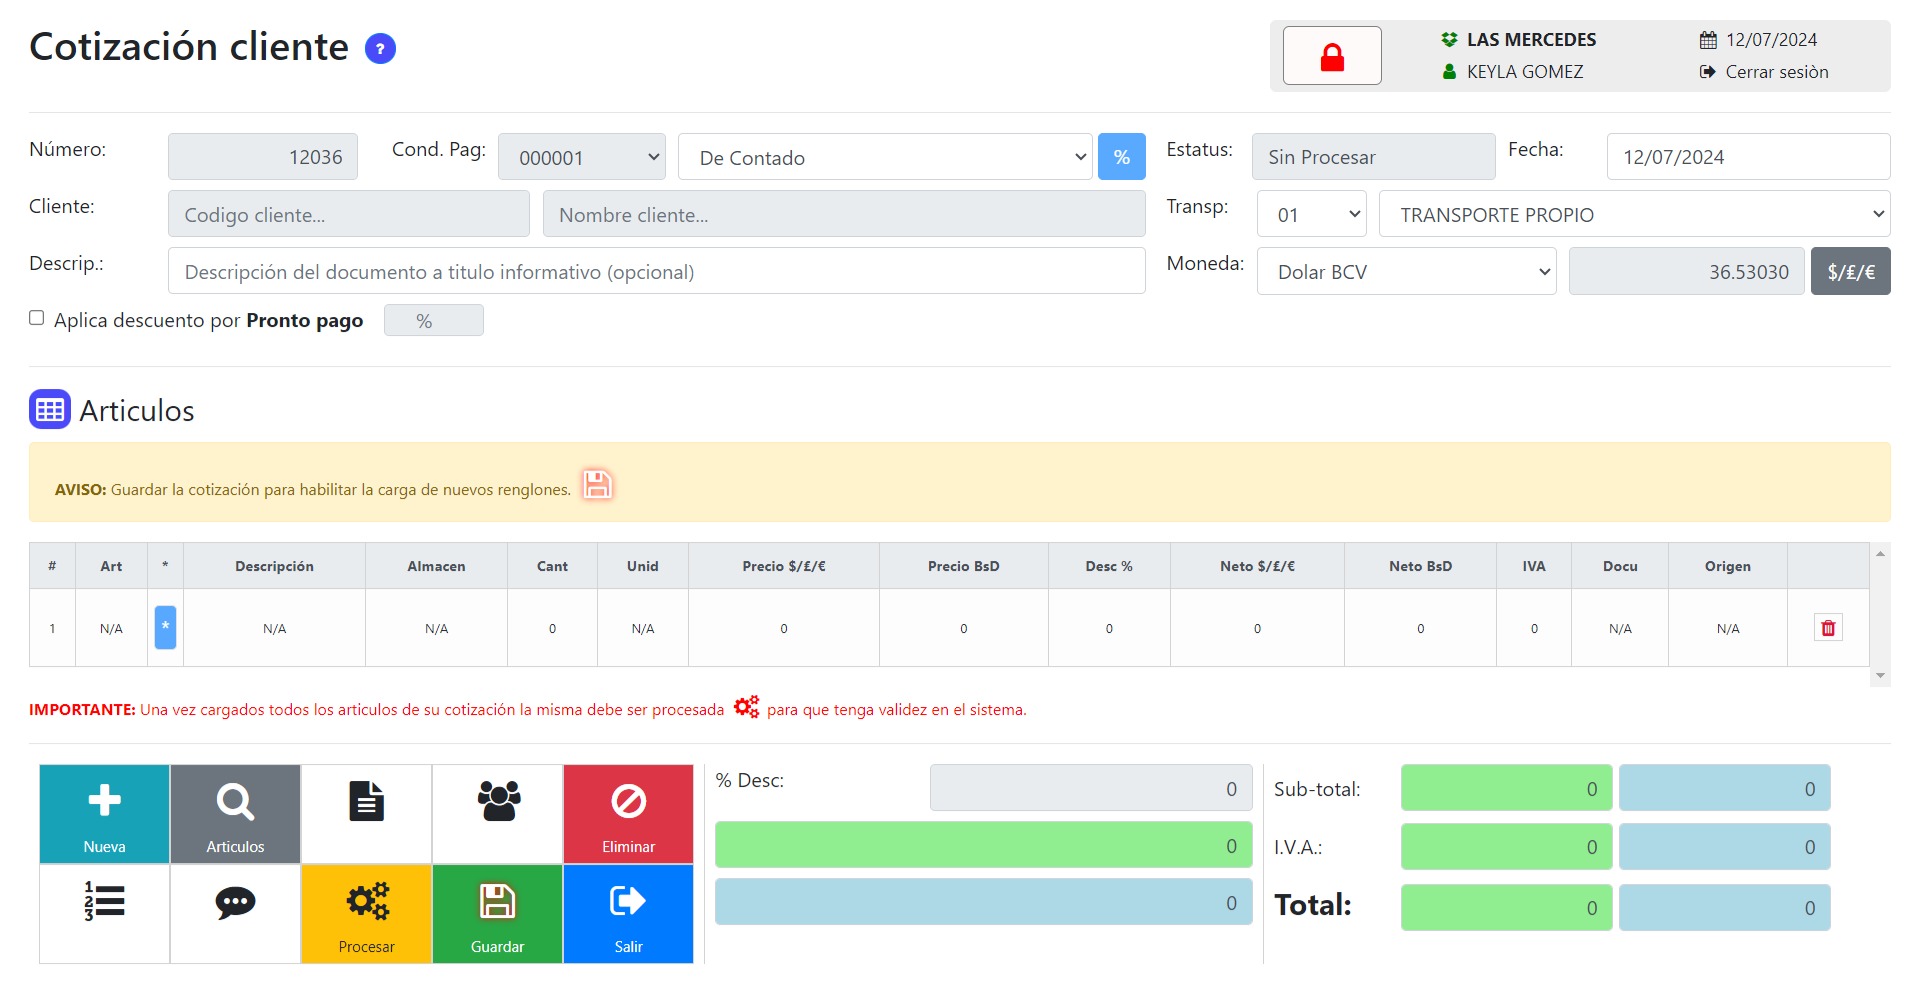 Cotización cliente ?
LAS MERCEDES
12/07/2024
KEYLA GOMEZ
Cerrar sesiòn
Número: 12036 Cond. Pag: 000001 De Contado % Estatus: Sin Procesar Fecha: 12/07/2024
Cliente: Codigo cliente... Nombre cliente... Transp: 01 TRANSPORTE PROPIO
Descrip.: Descripción del documento a titulo informativo (opcional) Moneda: Dolar BCV 36.53030 $/₤/€
Aplica descuento por Pronto pago %
Articulos
AVISO: Guardar la cotización para habilitar la carga de nuevos renglones.
# Art * Descripción Almacen Cant Unid Precio $/₤/€ Precio BsD Desc % Neto $/₤/€ Neto BsD IVA Docu Origen
1 N/A * N/A N/A 0 N/A 0 0 0 0 0 0 N/A N/A
IMPORTANTE: Una vez cargados todos los articulos de su cotización la misma debe ser procesada para que tenga validez en el sistema.
Nueva
Articulos
Eliminar
1
2
3
Procesar
Guardar
Salir
% Desc: 0
0
0
Sub-total: 0 0
I.V.A.: 0 0
Total: 0 0